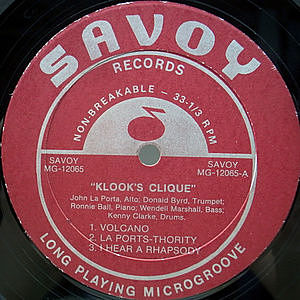 SAVOY
RECORDS
NON-BREAKABLE - 33-1/3 RPM
SAVOY
MG-12065
SAVOY
MG-12065-A
"KLOOK'S CLIQUE"
John La Porta, Alto; Donald Byrd, Trumpet;
Ronnie Ball, Piano; Wendell Marshall, Bass;
Kenny Clarke, Drums.
1. VOLCANO
2. LA PORTS-THORITY
3. I HEAR A RHAPSODY
LONG PLAYING MICROGROOVE